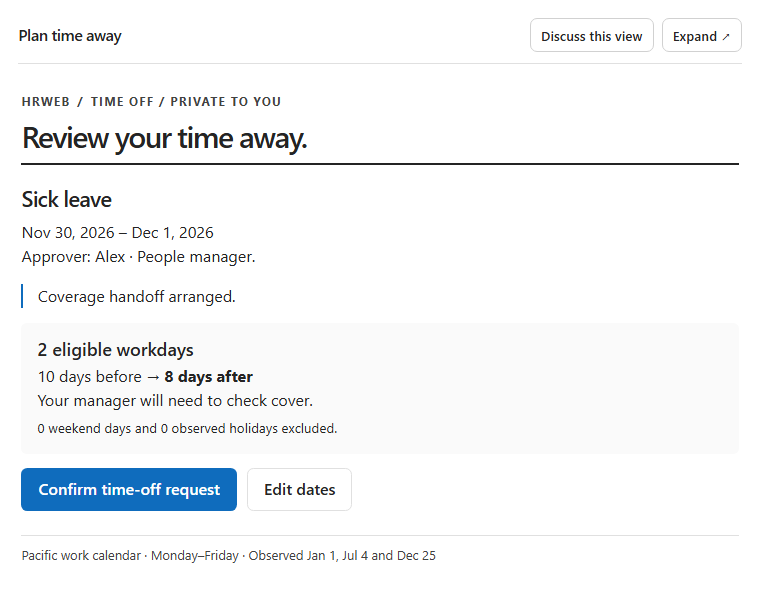 Plan time away
Discuss this view
Expand ↗
HRWEB / TIME OFF / PRIVATE TO YOU
Review your time away.
Sick leave
Nov 30, 2026 – Dec 1, 2026
Approver: Alex · People manager.
Coverage handoff arranged.
2 eligible workdays
10 days before → 8 days after
Your manager will need to check cover.
0 weekend days and 0 observed holidays excluded.
Confirm time-off request
Edit dates
Pacific work calendar · Monday–Friday · Observed Jan 1, Jul 4 and Dec 25